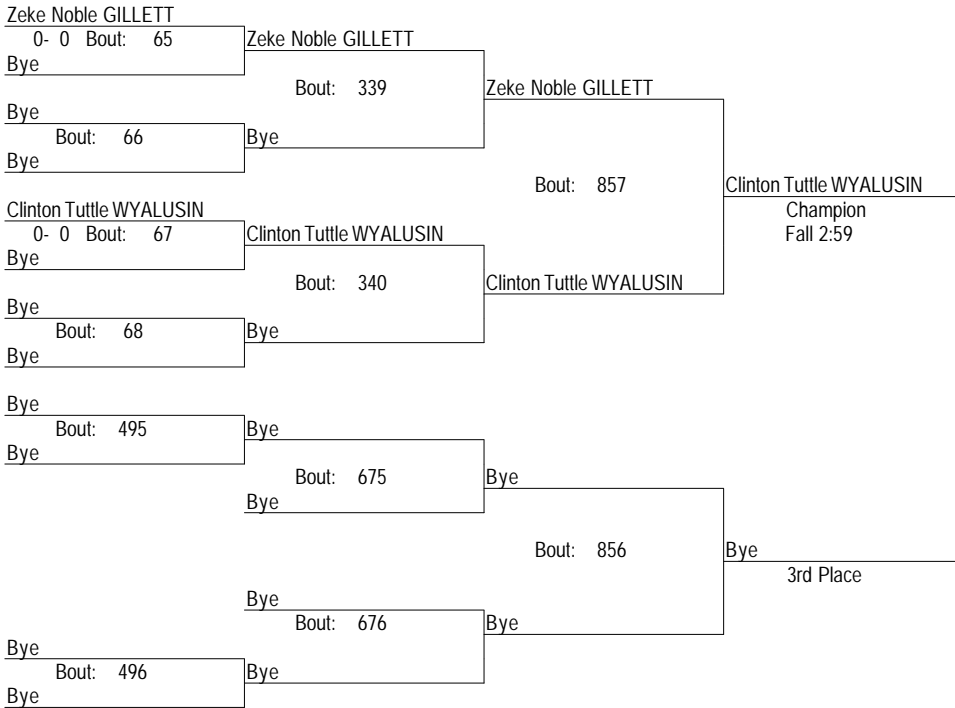 Zeke Noble GILLETT
0- 0 Bout: 65
Zeke Noble GILLETT
Bye
Bout: 339
Zeke Noble GILLETT
Bye
Bout: 66
Bye
Bye
Bout: 857
Clinton Tuttle WYALUSIN
Champion
Fall 2:59
Clinton Tuttle WYALUSIN
0- 0 Bout: 67
Clinton Tuttle WYALUSIN
Bye
Bout: 340
Clinton Tuttle WYALUSIN
Bye
Bout: 68
Bye
Bye
Bye
Bout: 495
Bye
Bye
Bout: 675
Bye
Bye
Bout: 856
Bye
3rd Place
Bye
Bout: 676
Bye
Bye
Bout: 496
Bye
Bye